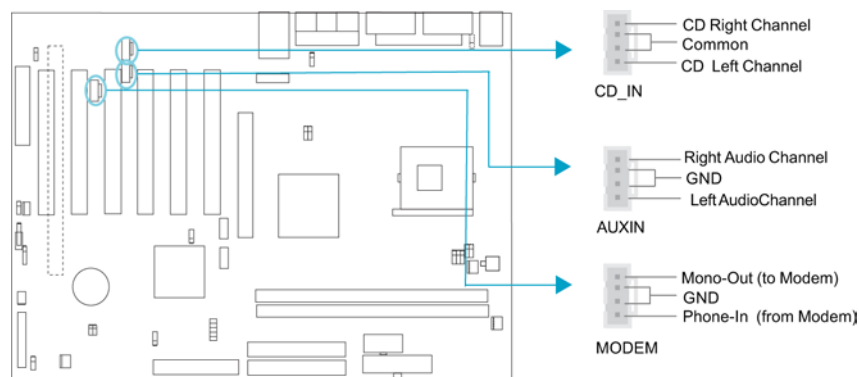 CD Right Channel
Common
CD Left Channel
CD_IN
Right Audio Channel
GND
Left AudioChannel
AUXIN
Mono-Out (to Modem)
GND
Phone-In (from Modem)
MODEM